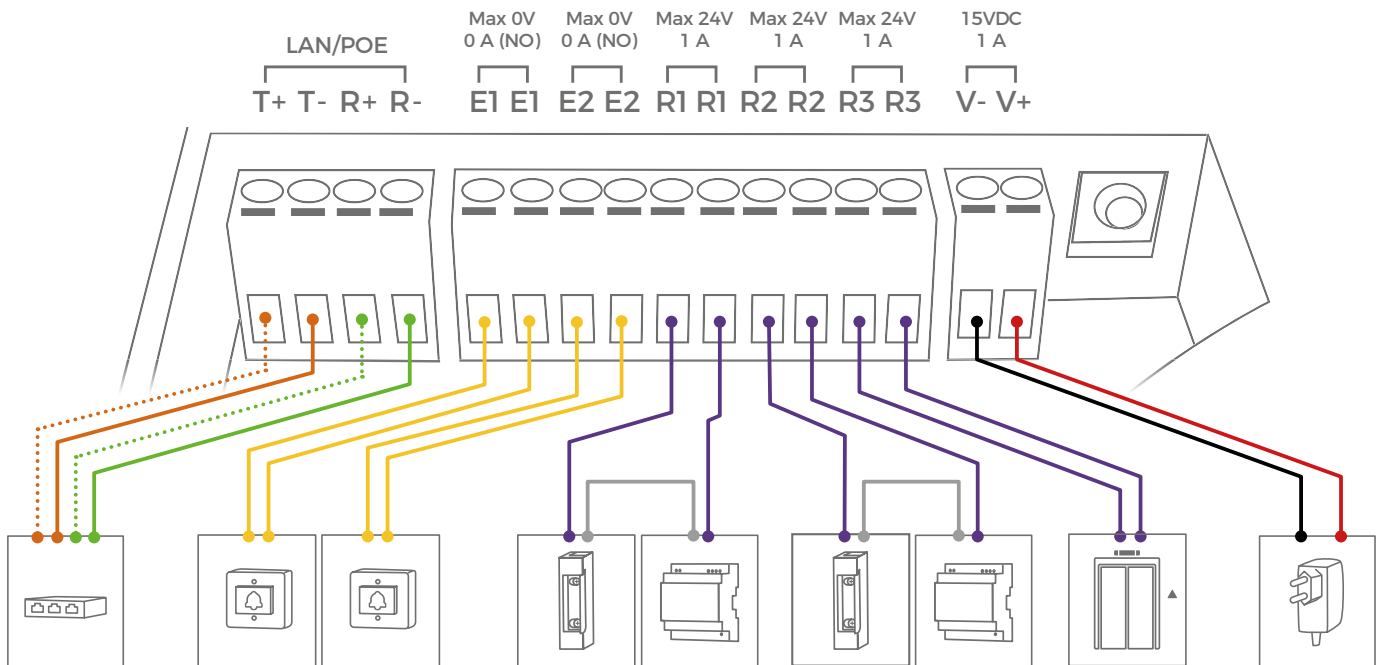 LAN/POE
T+ T- R+ R-
Max 0V
0 A (NO)
E1 E1
Max 0V
0 A (NO)
E2 E2
Max 24V
1 A
R1 R1
Max 24V
1 A
R2 R2
Max 24V
1 A
R3 R3
15VDC
1 A
V- V+